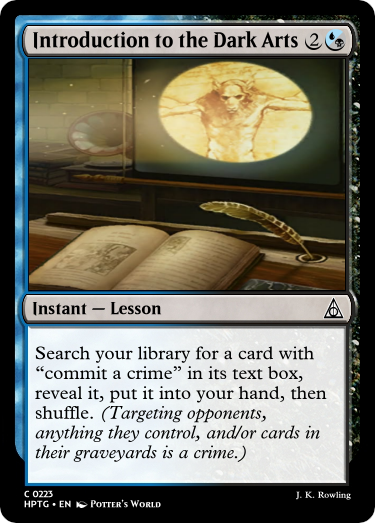 Introduction to the Dark Arts 2
Instant — Lesson
Search your library for a card with
“commit a crime” in its text box,
reveal it, put it into your hand, then
shuffle. (Targeting opponents,
anything they control, and/or cards in
their graveyards is a crime.)
C 0223
HPTG • EN Potter's World
J. K. Rowling